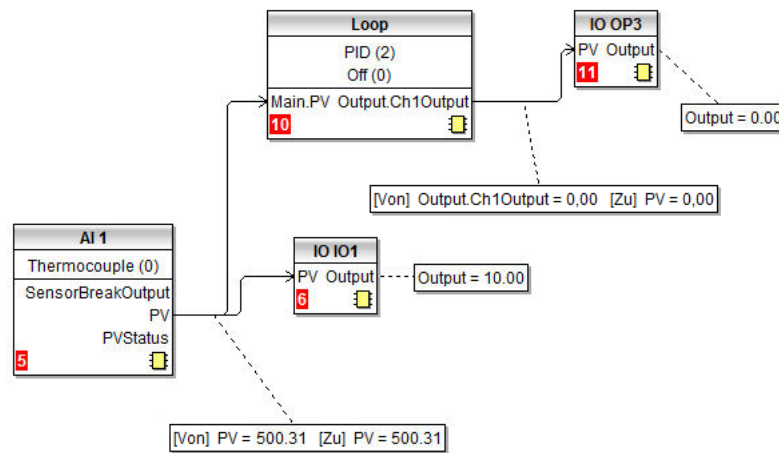 Loop
PID (2)
Off (0)
Main.PV Output.Ch1Output
10
IO OP3
PV Output
11
Output = 0.00
[Von] Output.Ch1Output = 0,00 [Zu] PV = 0,00
AI 1
Thermocouple (0)
SensorBreakOutput
PV
PVStatus
5
IO IO1
PV Output
6
Output = 10.00
[Von] PV = 500.31 [Zu] PV = 500.31